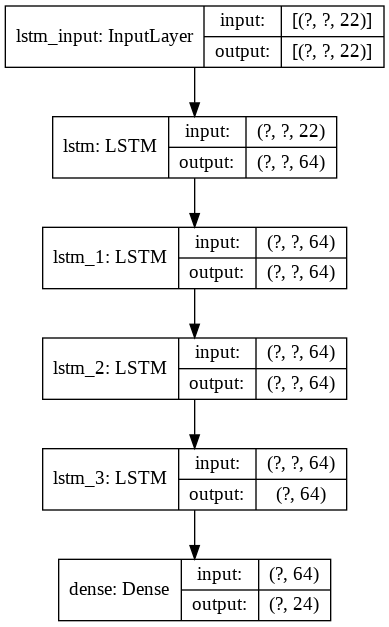 lstm_input: InputLayer
input: [(?, ?, 22)]
output: [(?, ?, 22)]
lstm: LSTM
input: (?, ?, 22)
output: (?, ?, 64)
lstm_1: LSTM
input: (?, ?, 64)
output: (?, ?, 64)
lstm_2: LSTM
input: (?, ?, 64)
output: (?, ?, 64)
lstm_3: LSTM
input: (?, ?, 64)
output: (?, 64)
dense: Dense
input: (?, 64)
output: (?, 24)